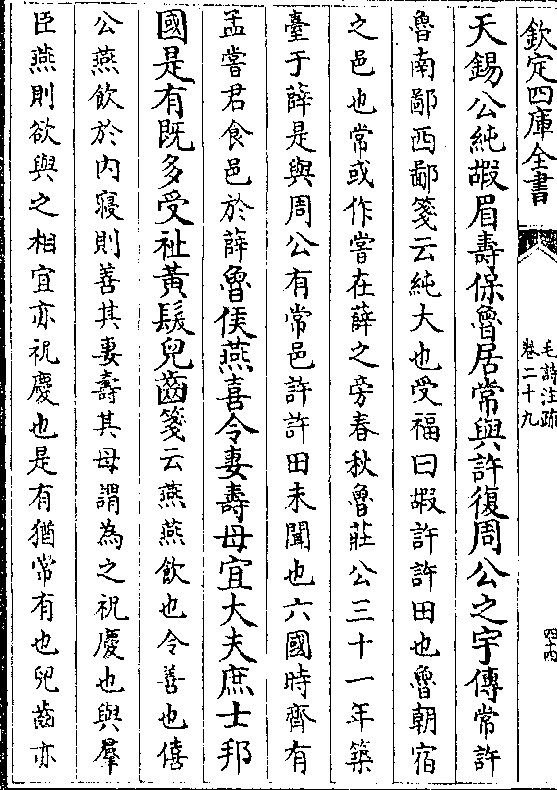 欽定四庫全書
毛詩注疏
卷二十九
四十四
天錫公純嘏眉壽保魯居常與許復周公之宇傳常許
魯南鄙西鄙箋云純大也受福曰嘏許許田也魯朝宿
之邑也常或作嘗在薛之旁春秋魯莊公三十一年築
臺于薛是與周公有常邑許許田未聞也六國時齊有
孟嘗君食邑於薛魯侯燕喜令妻壽母宜大夫庶士邦
國是有既多受祉黃髮兒齒箋云燕燕飲也令善也僖
公燕飲於內寢則善其妻壽其母謂為之祝慶也與羣
臣燕則欲與之相宜亦祝慶也是有猶常有也兒齒亦